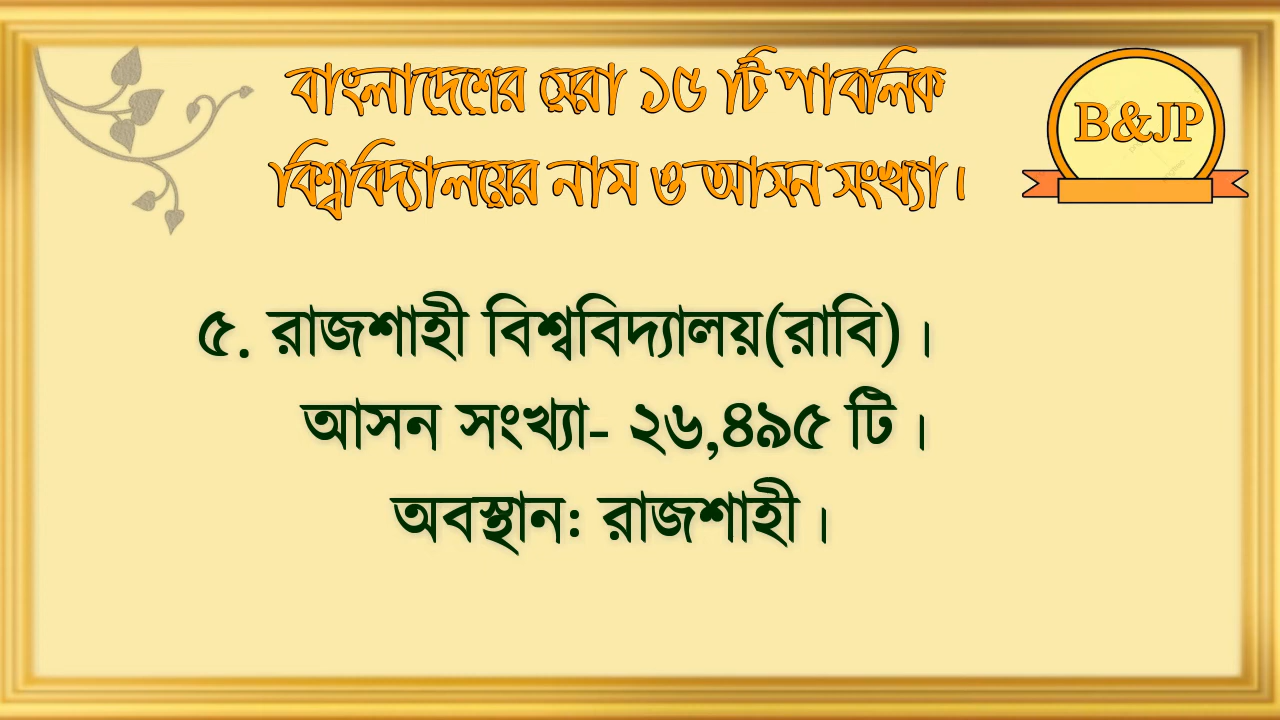 বাংলাদেশের সেরা ১৫ টি পাবলিক
বিশ্ববিদ্যালয়ের নাম ও আসন সংখ্যা।
B&JP
৫. রাজশাহী বিশ্ববিদ্যালয়(রাবি)।
আসন সংখ্যা- ২৬,৪৯৫ টি।
অবস্থান: রাজশাহী।